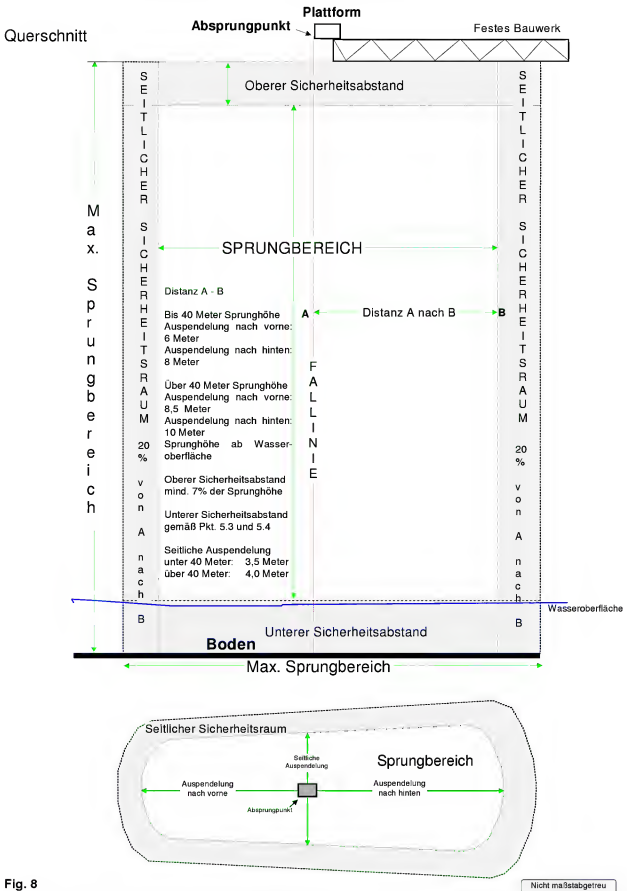 Plattform
Absprungpunkt
Festes Bauwerk
Querschnitt
Oberer Sicherheitsabstand
SEITLICHER SICHERHEITSRAUM 20 % von A nach B
SEITLICHER SICHERHEITSRAUM 20 % von A nach B
Max. Sprungbereich
SPRUNGBEREICH
Distanz A - B
Bis 40 Meter Sprunghöhe
Auspendelung nach vorne:
6 Meter
Auspendelung nach hinten:
8 Meter
Über 40 Meter Sprunghöhe
Auspendelung nach vorne:
8,5 Meter
Auspendelung nach hinten:
10 Meter
Sprunghöhe ab Wasser-
oberfläche
Oberer Sicherheitsabstand
mind. 7% der Sprunghöhe
Unterer Sicherheitsabstand
gemäß Pkt. 5.3 und 5.4
Seitliche Auspendelung
unter 40 Meter: 3,5 Meter
über 40 Meter: 4,0 Meter
A Distanz A nach B B
FALLINIE
Wasseroberfläche
Unterer Sicherheitsabstand
Boden
Max. Sprungbereich
Seitlicher Sicherheitsraum
Seitliche
Auspendelung
Sprungbereich
Auspendelung
nach vorne
Auspendelung
nach hinten
Absprungpunkt
Fig. 8
Nicht maßstabgetreu